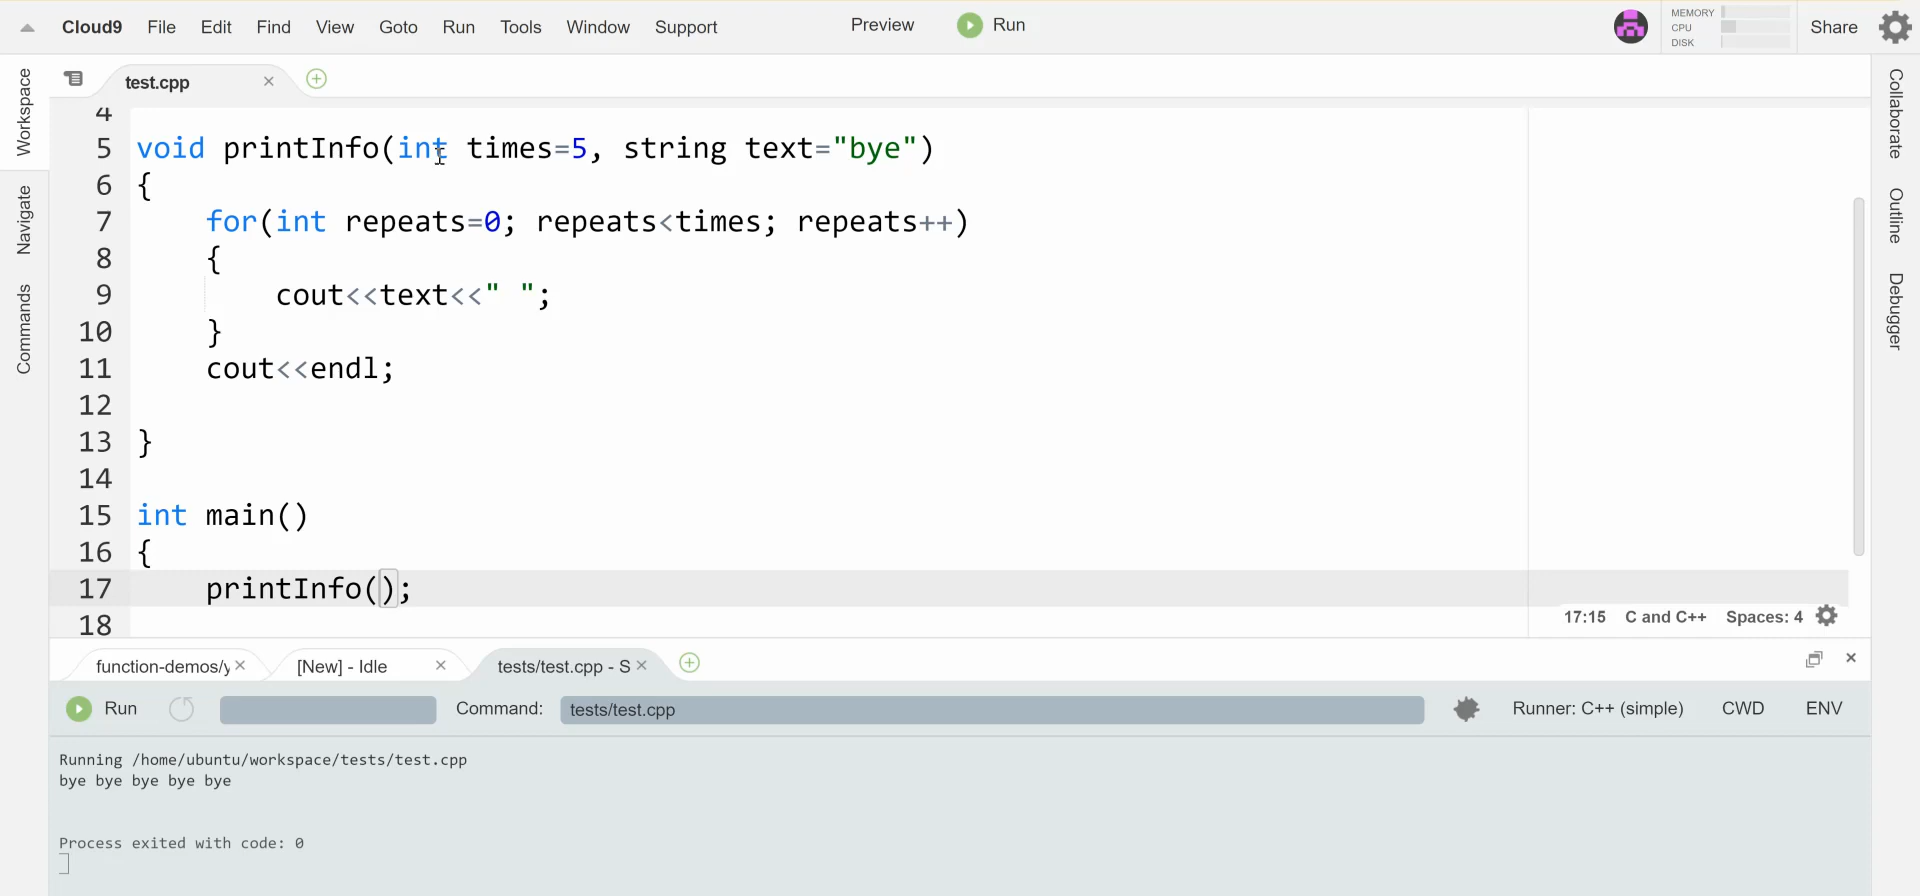 Cloud9 File Edit Find View Goto Run Tools Window Support Preview Run MEMORY CPU DISK Share
Workspace
Navigate
Commands
test.cpp
4
5 void printInfo(int times=5, string text="bye")
6 {
7     for(int repeats=0; repeats<times; repeats++)
8     {
9         cout<<text<<" ";
10     }
11     cout<<endl;
12
13 }
14
15 int main()
16 {
17     printInfo();
18
17:15 C and C++ Spaces: 4
Collaborate
Outline
Debugger
function-demos/y [New] - Idle tests/test.cpp - S
Run Command: tests/test.cpp Runner: C++ (simple) CWD ENV
Running /home/ubuntu/workspace/tests/test.cpp
bye bye bye bye bye
Process exited with code: 0